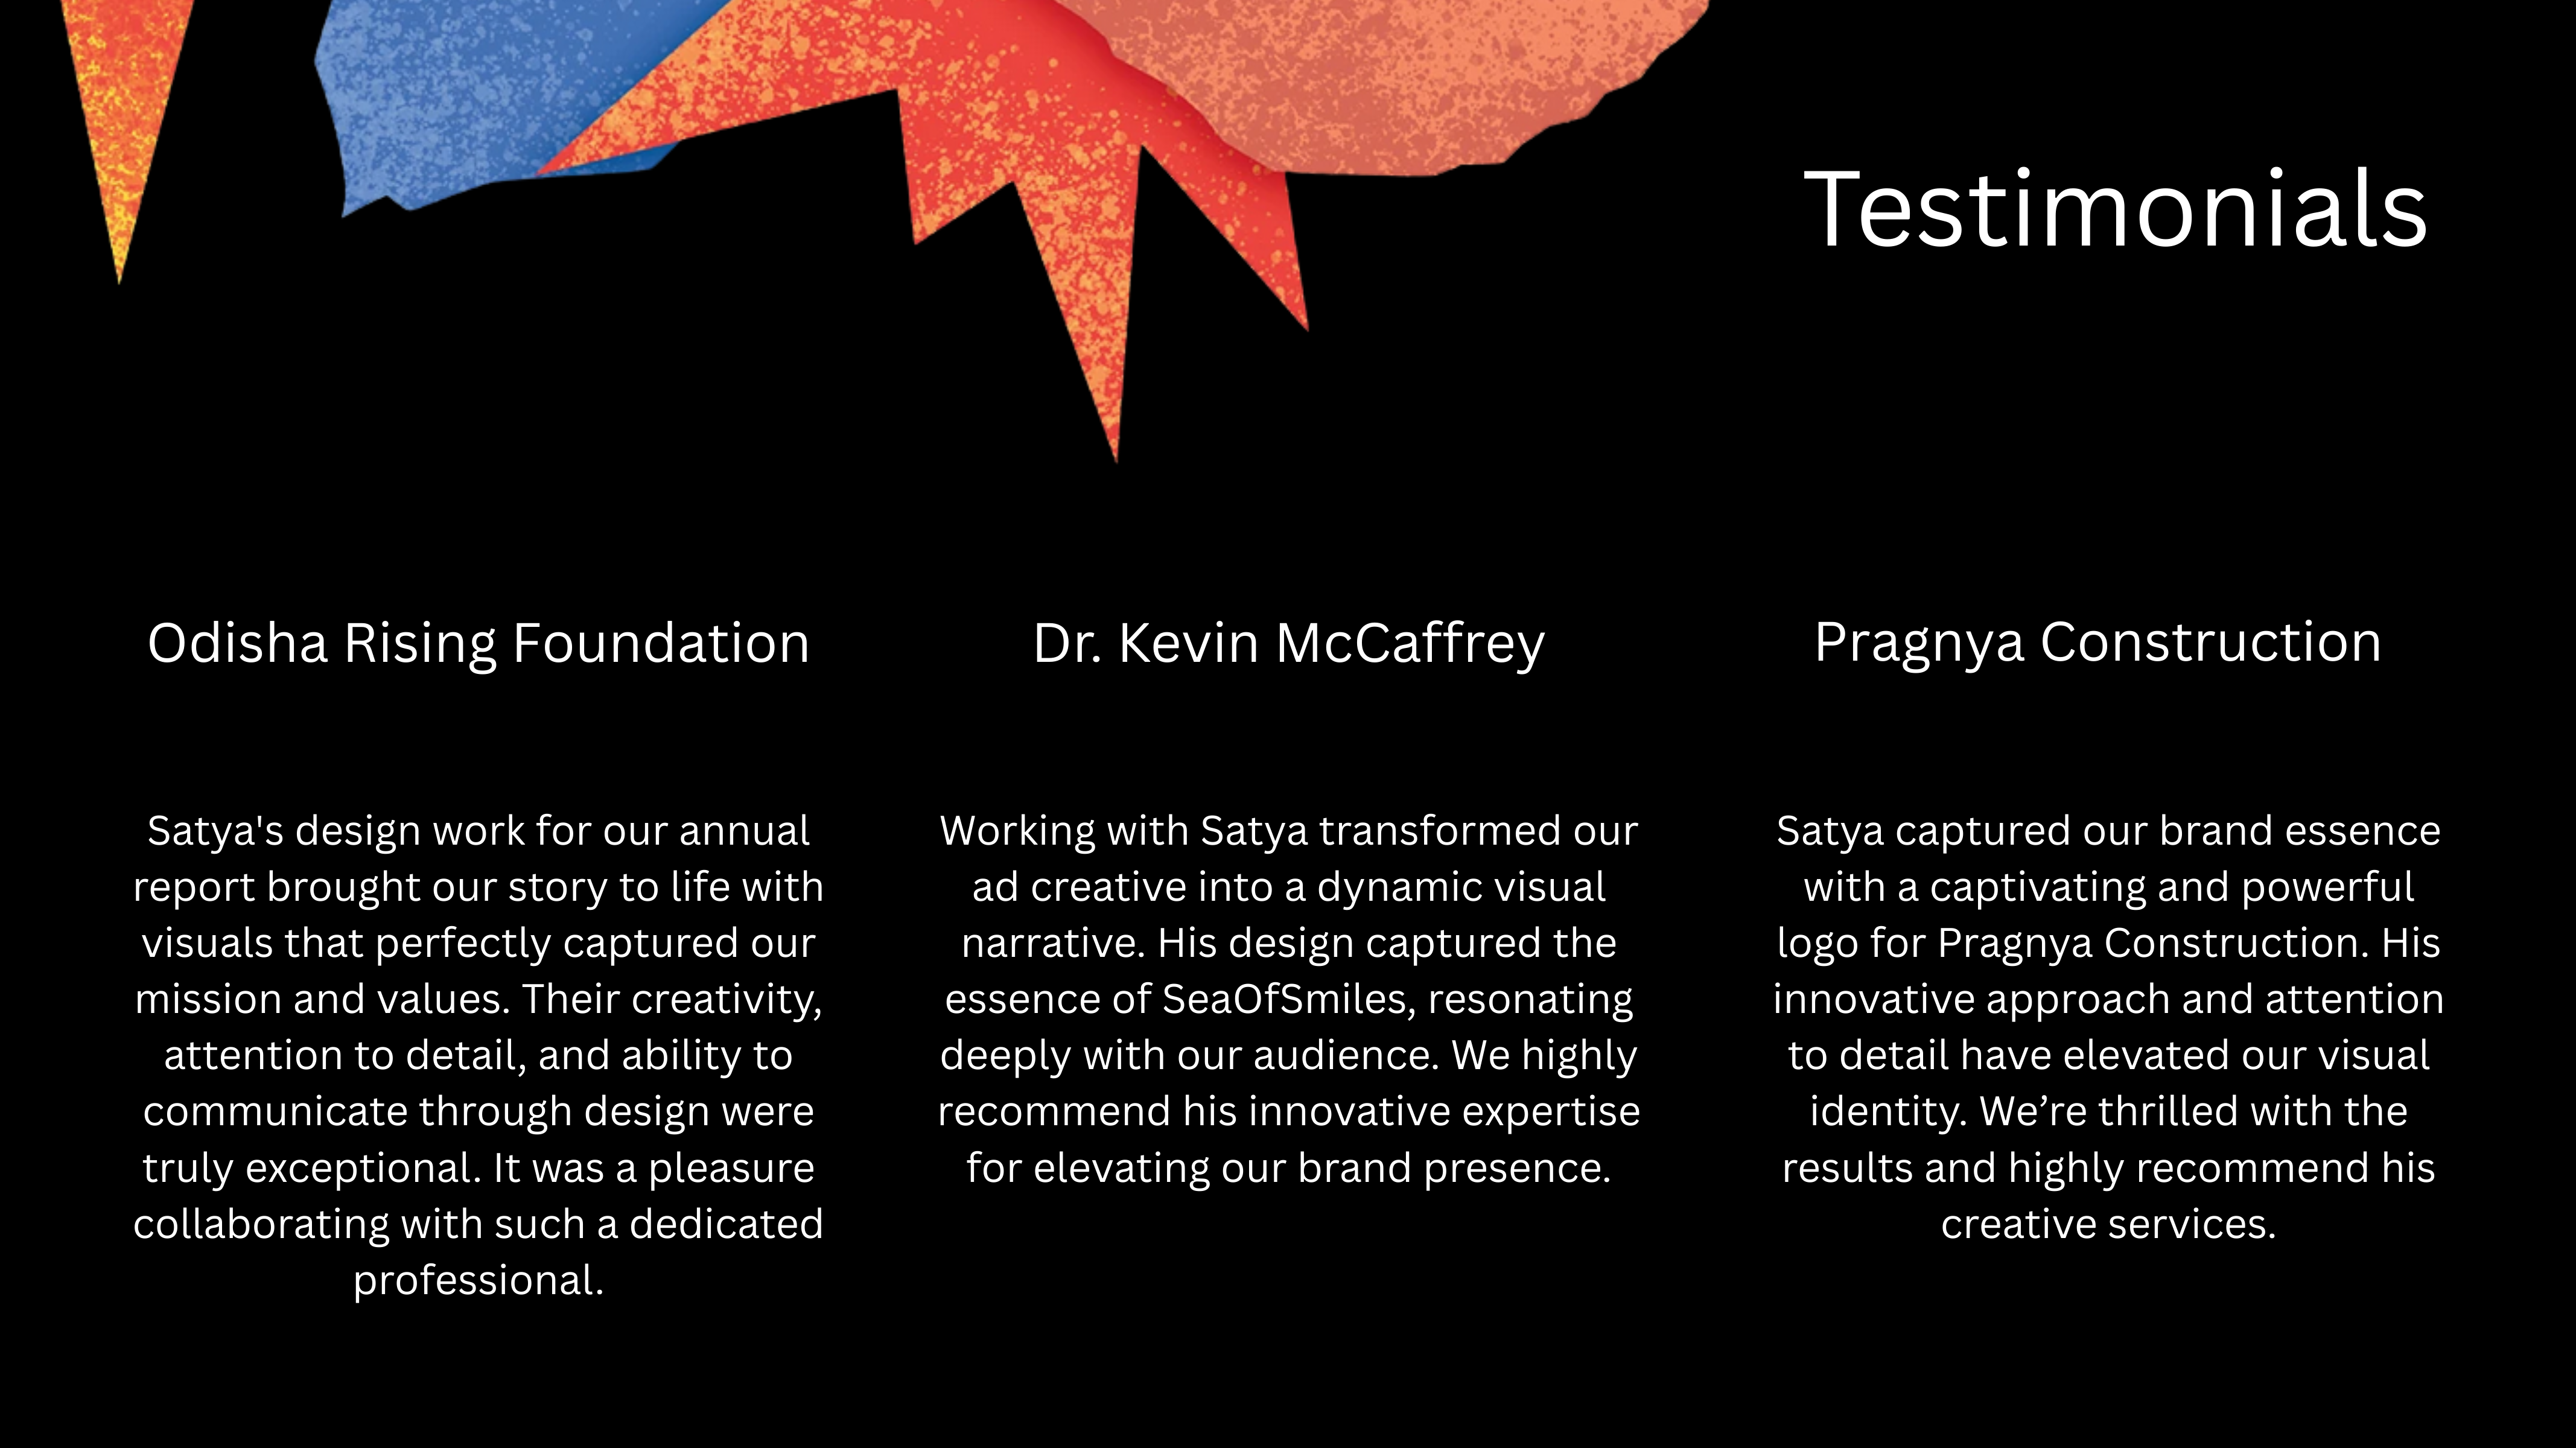 Testimonials
Odisha Rising Foundation
Satya's design work for our annual
report brought our story to life with
visuals that perfectly captured our
mission and values. Their creativity,
attention to detail, and ability to
communicate through design were
truly exceptional. It was a pleasure
collaborating with such a dedicated
professional.
Dr. Kevin McCaffrey
Working with Satya transformed our
ad creative into a dynamic visual
narrative. His design captured the
essence of SeaOfSmiles, resonating
deeply with our audience. We highly
recommend his innovative expertise
for elevating our brand presence.
Pragnya Construction
Satya captured our brand essence
with a captivating and powerful
logo for Pragnya Construction. His
innovative approach and attention
to detail have elevated our visual
identity. We’re thrilled with the
results and highly recommend his
creative services.